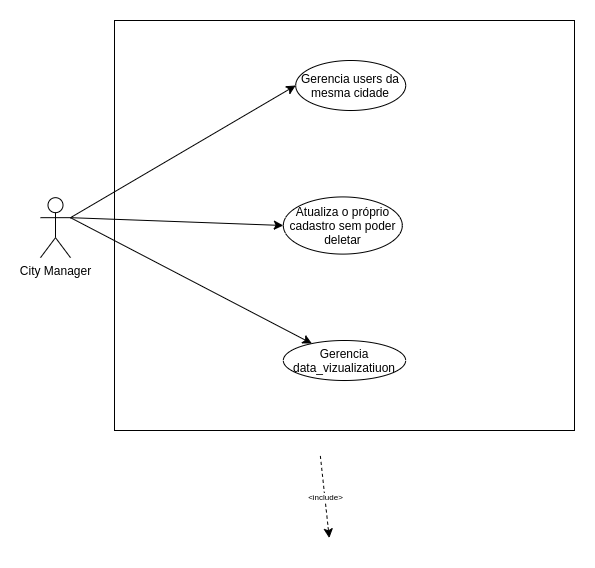 Gerencia users da
mesma cidade
Atualiza o próprio
cadastro sem poder
deletar
City Manager
Gerencia
data_vizualizatiuon
<include>